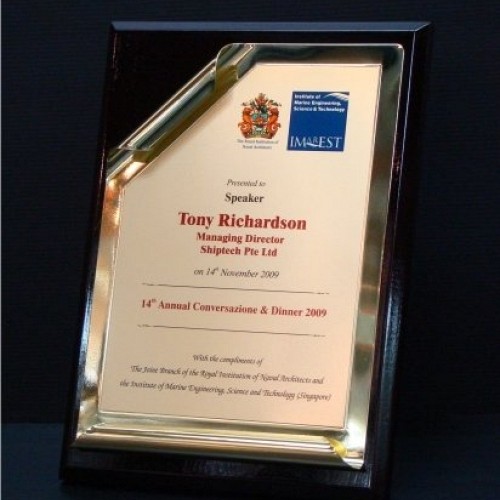 Institute of
Marine Engineering,
Science & Technology
IMarEST
The Royal Institution of
Naval Architects
Presented to
Speaker
Tony Richardson
Managing Director
Shiptech Pte Ltd
on 14th November 2009
14th Annual Conversazione & Dinner 2009
With the compliments of
The Joint Branch of the Royal Institution of Naval Architects and
the Institute of Marine Engineering, Science and Technology (Singapore)